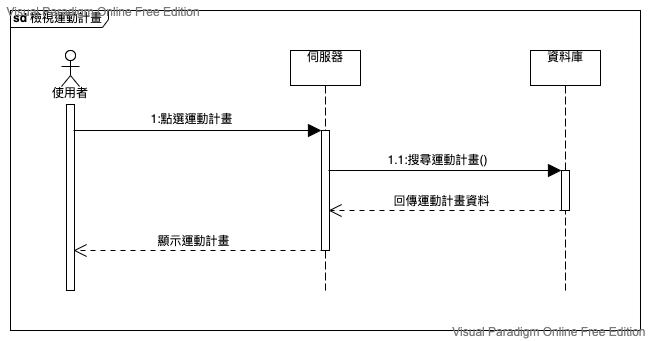 Visual Paradigm Online Free Edition
sd 檢視運動計畫
伺服器
資料庫
使用者
1:點選運動計畫
1.1:搜尋運動計畫()
回傳運動計畫資料
顯示運動計畫
Visual Paradigm Online Free Edition